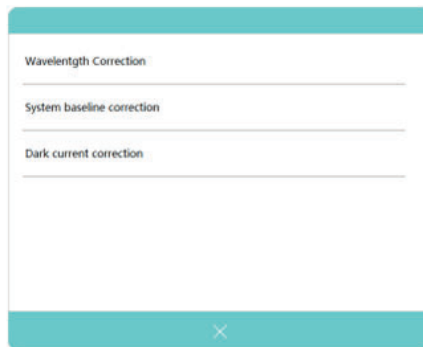 Wavelentgth Correction
System baseline correction
Dark current correction